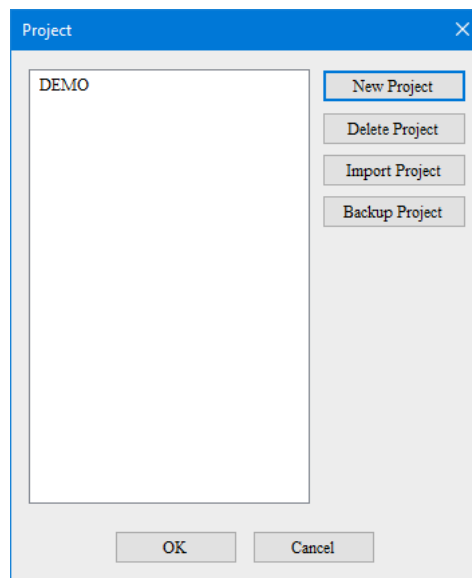 Project
DEMO
New Project
Delete Project
Import Project
Backup Project
OK
Cancel